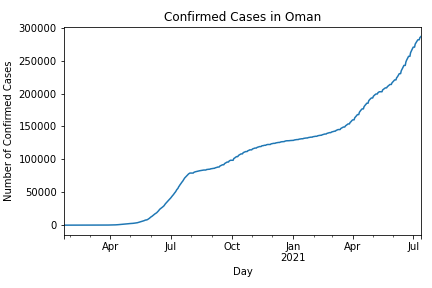 Confirmed Cases in Oman
Number of Confirmed Cases
300000
250000
200000
150000
100000
50000
0
Apr
Jul
Oct
Jan
2021
Apr
Jul
Day